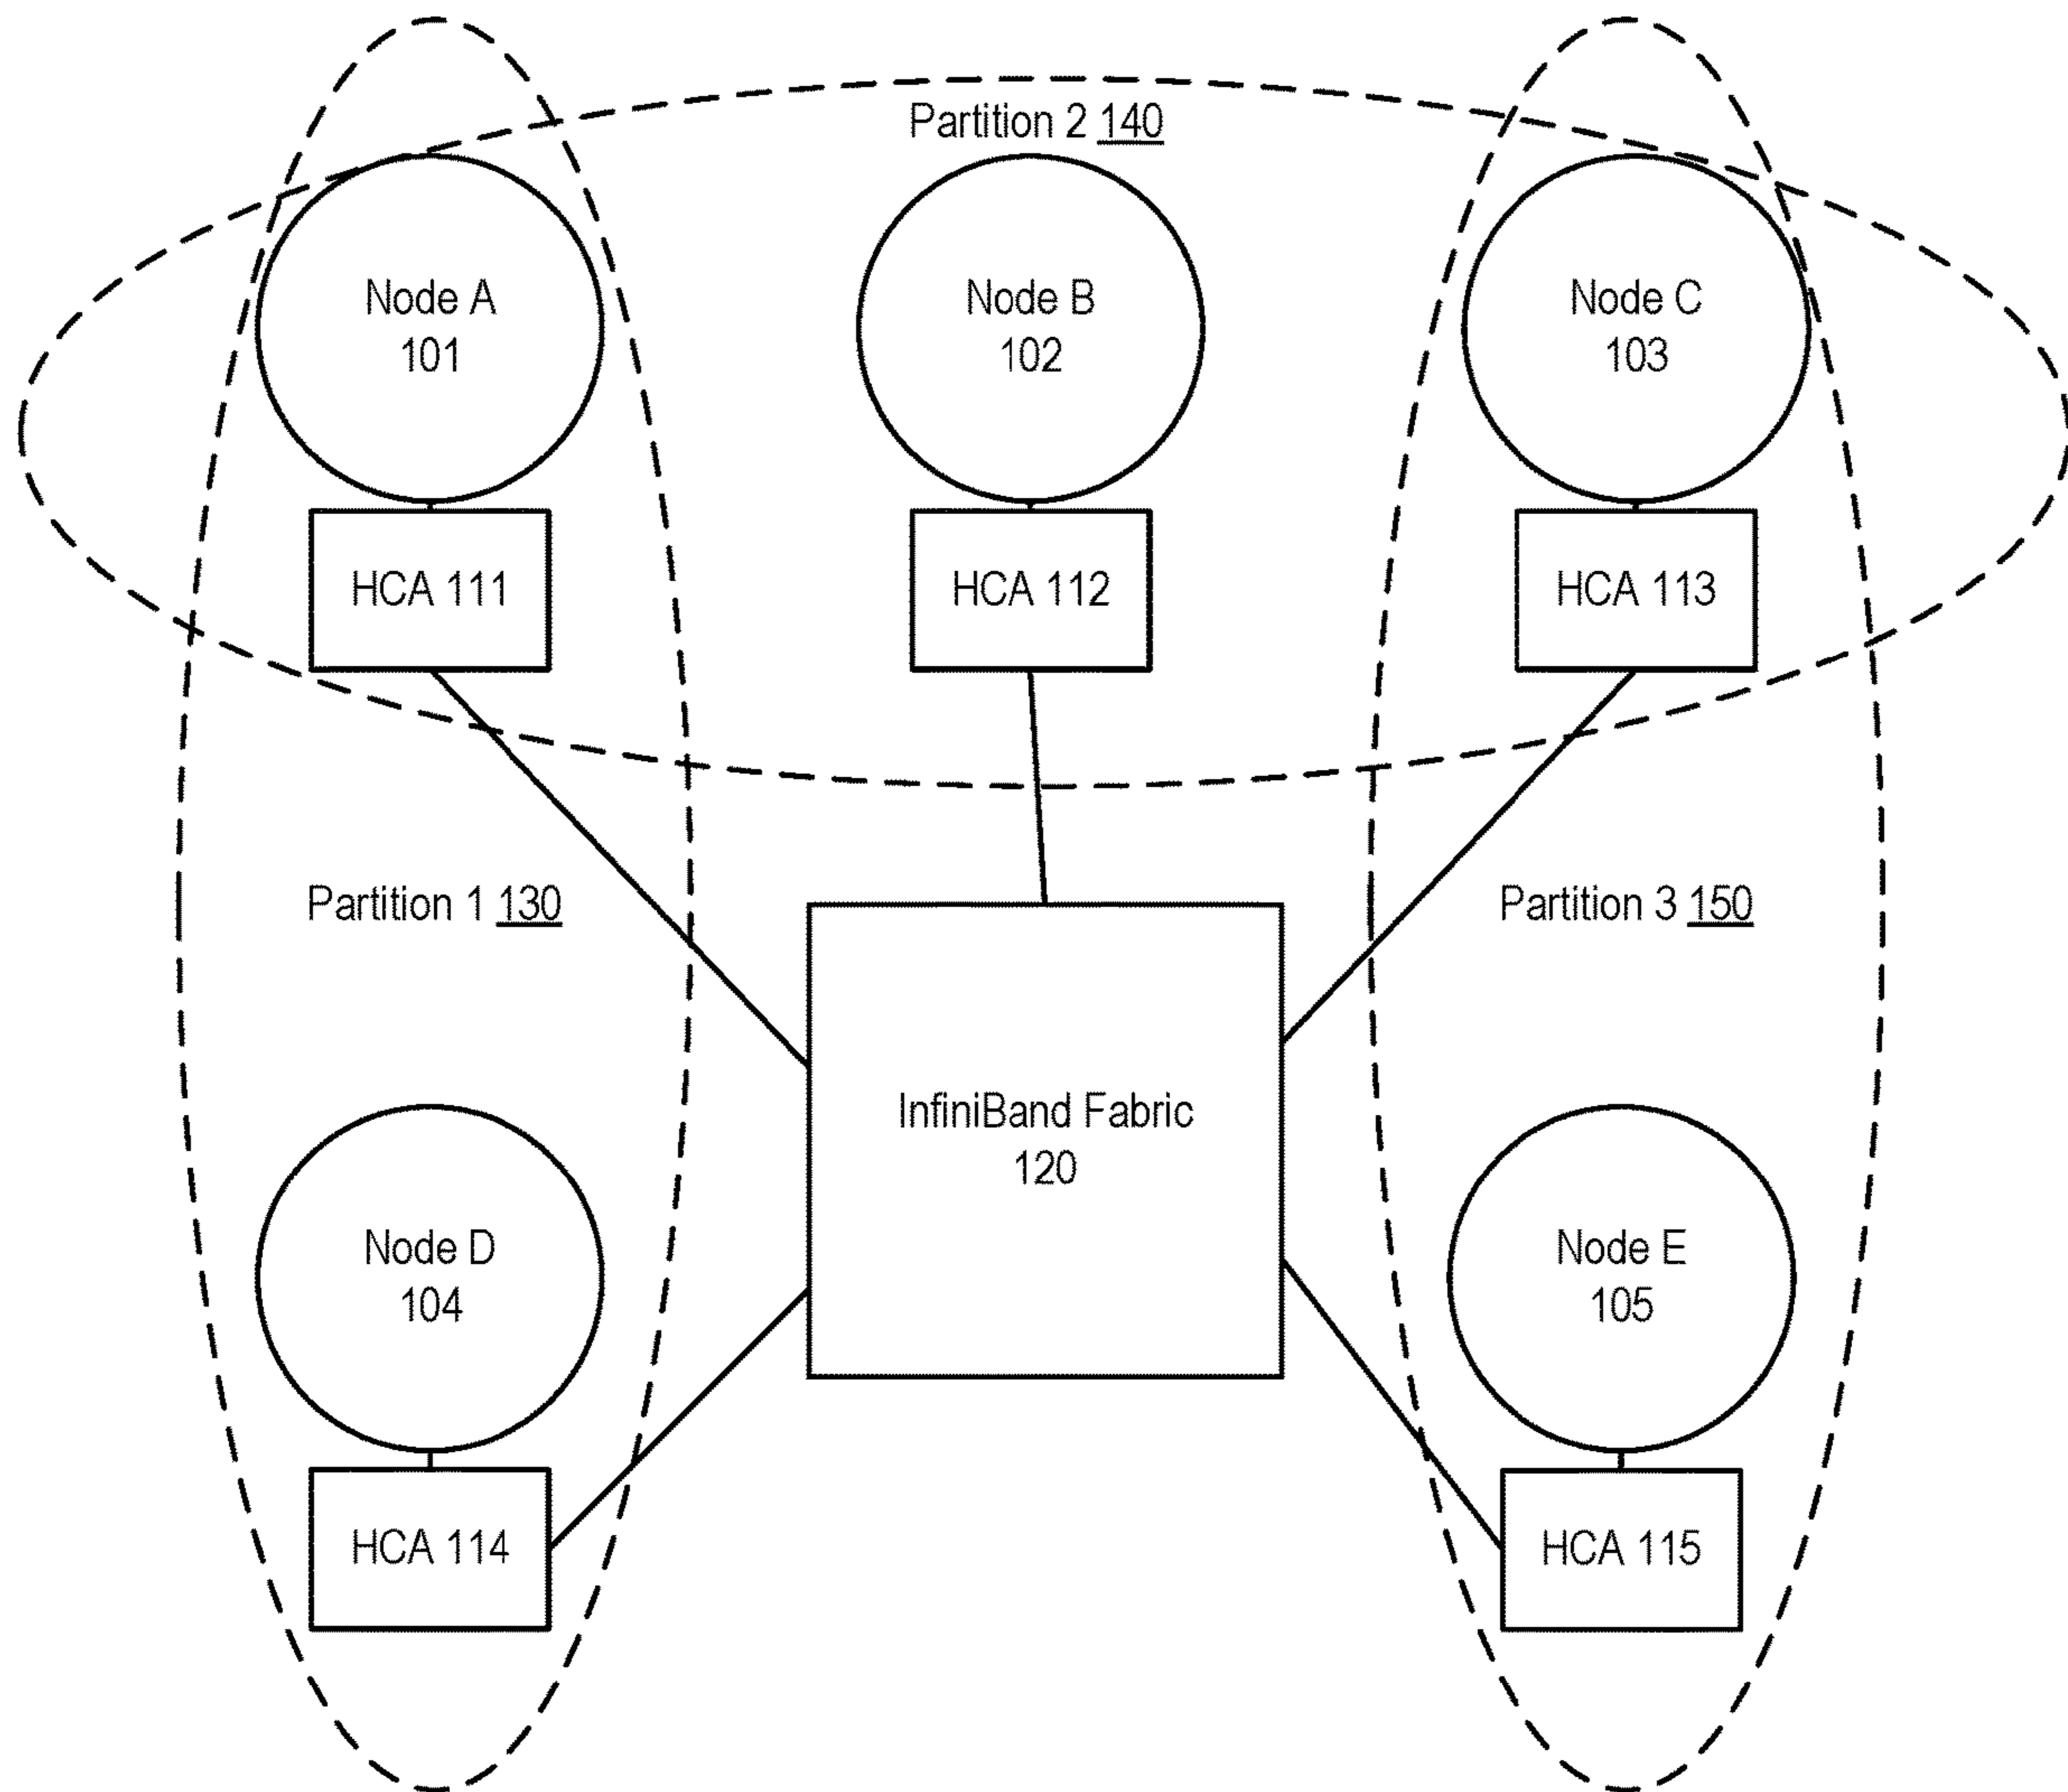 Partition 2 140
Node A
101
Node B
102
Node C
103
HCA 111
HCA 112
HCA 113
Partition 1 130
Partition 3 150
InfiniBand Fabric
120
Node D
104
Node E
105
HCA 114
HCA 115